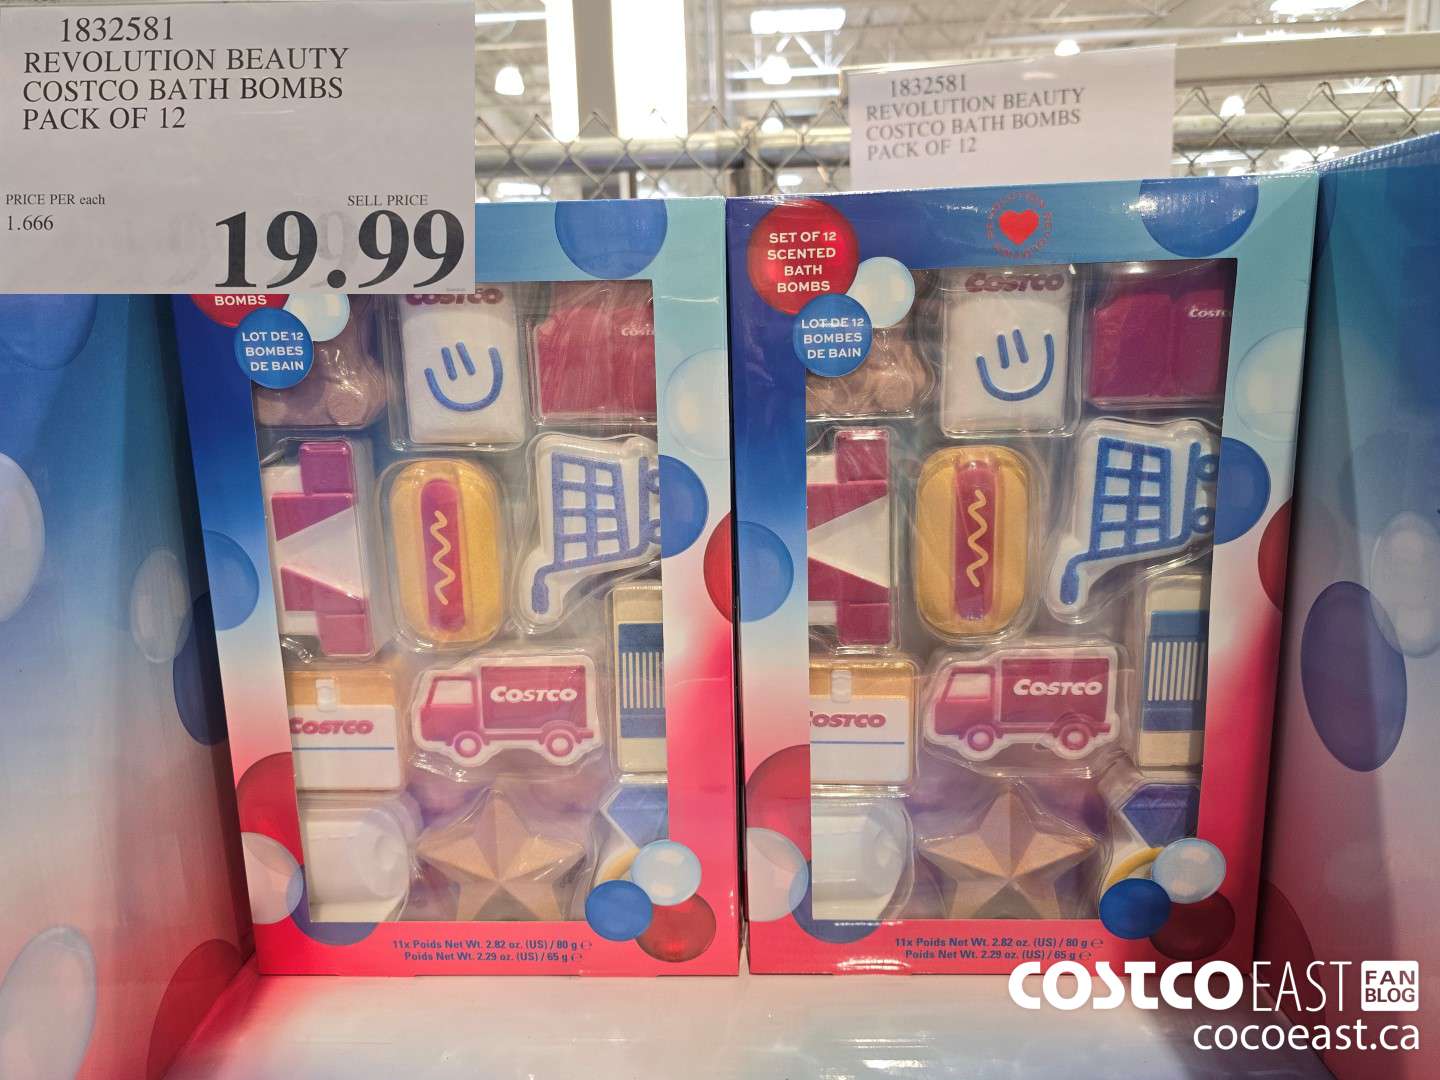 1832581
REVOLUTION BEAUTY
COSTCO BATH BOMBS
PACK OF 12
PRICE PER each
1.666
SELL PRICE
19.99
1832581
REVOLUTION BEAUTY
COSTCO BATH BOMBS
PACK OF 12
BOMBS
LOT DE 12
BOMBES
DE BAIN
COSTCO
COSTCO
COSTCO
11x Poids Net Wt. 2.82 oz. (US) / 80 g ℮
Poids Net Wt. 2.29 oz. (US) / 65 g ℮
SET OF 12
SCENTED
BATH
BOMBS
LOT DE 12
BOMBES
DE BAIN
COSTCO
COSTCO
COSTCO
11x Poids Net Wt. 2.82 oz. (US) / 80 g ℮
Poids Net Wt. 2.29 oz. (US) / 65 g ℮
COSTCO EAST FAN BLOG
cocoeast.ca